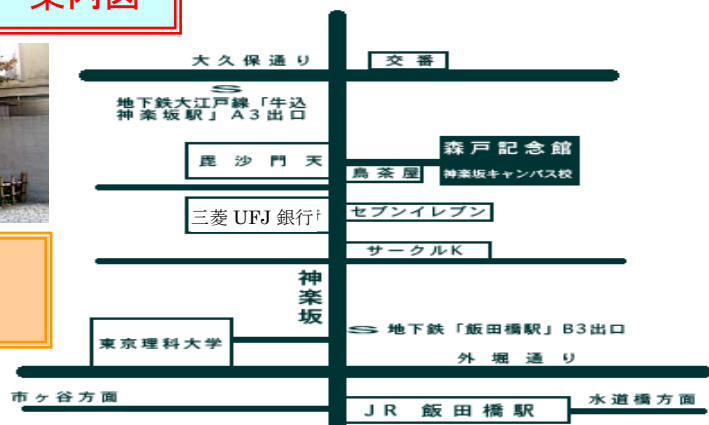 案内図
大久保通り
交番
地下鉄大江戸線「牛込
神楽坂駅」A3出口
毘沙門天
森戸記念館
神楽坂キャンパス校
鳥茶屋
三菱UFJ銀行
セブンイレブン
サークルK
神楽坂
東京理科大学
地下鉄「飯田橋駅」B3出口
外堀通り
市ヶ谷方面
JR 飯田橋駅
水道橋方面